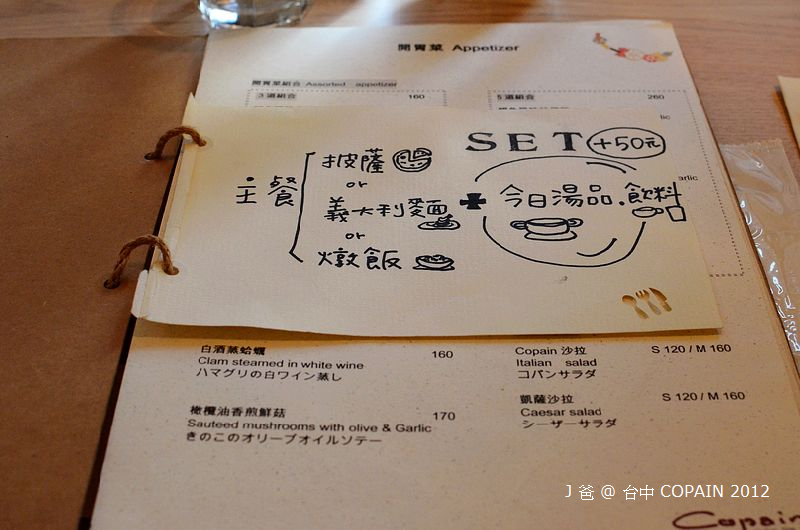 開胃菜 Appetizer
開胃菜組合 Assorted appetizer
3 道組合 160
5 道組合 260
lic
arlic
SET +50元
主餐
披薩
or
義大利麵
or
燉飯
+ 今日湯品.飲料
白酒蒸蛤蠣 160
Clam steamed in white wine
ハマグリの白ワイン蒸し
橄欖油香煎鮮菇 170
Sauteed mushrooms with olive & Garlic
きのこのオリーブオイルソテー
Copain 沙拉 S 120 / M 160
Italian salad
コパンサラダ
凱薩沙拉 S 120 / M 160
Caesar salad
シーザーサラダ
Copain
J 爸 @ 台中 COPAIN 2012